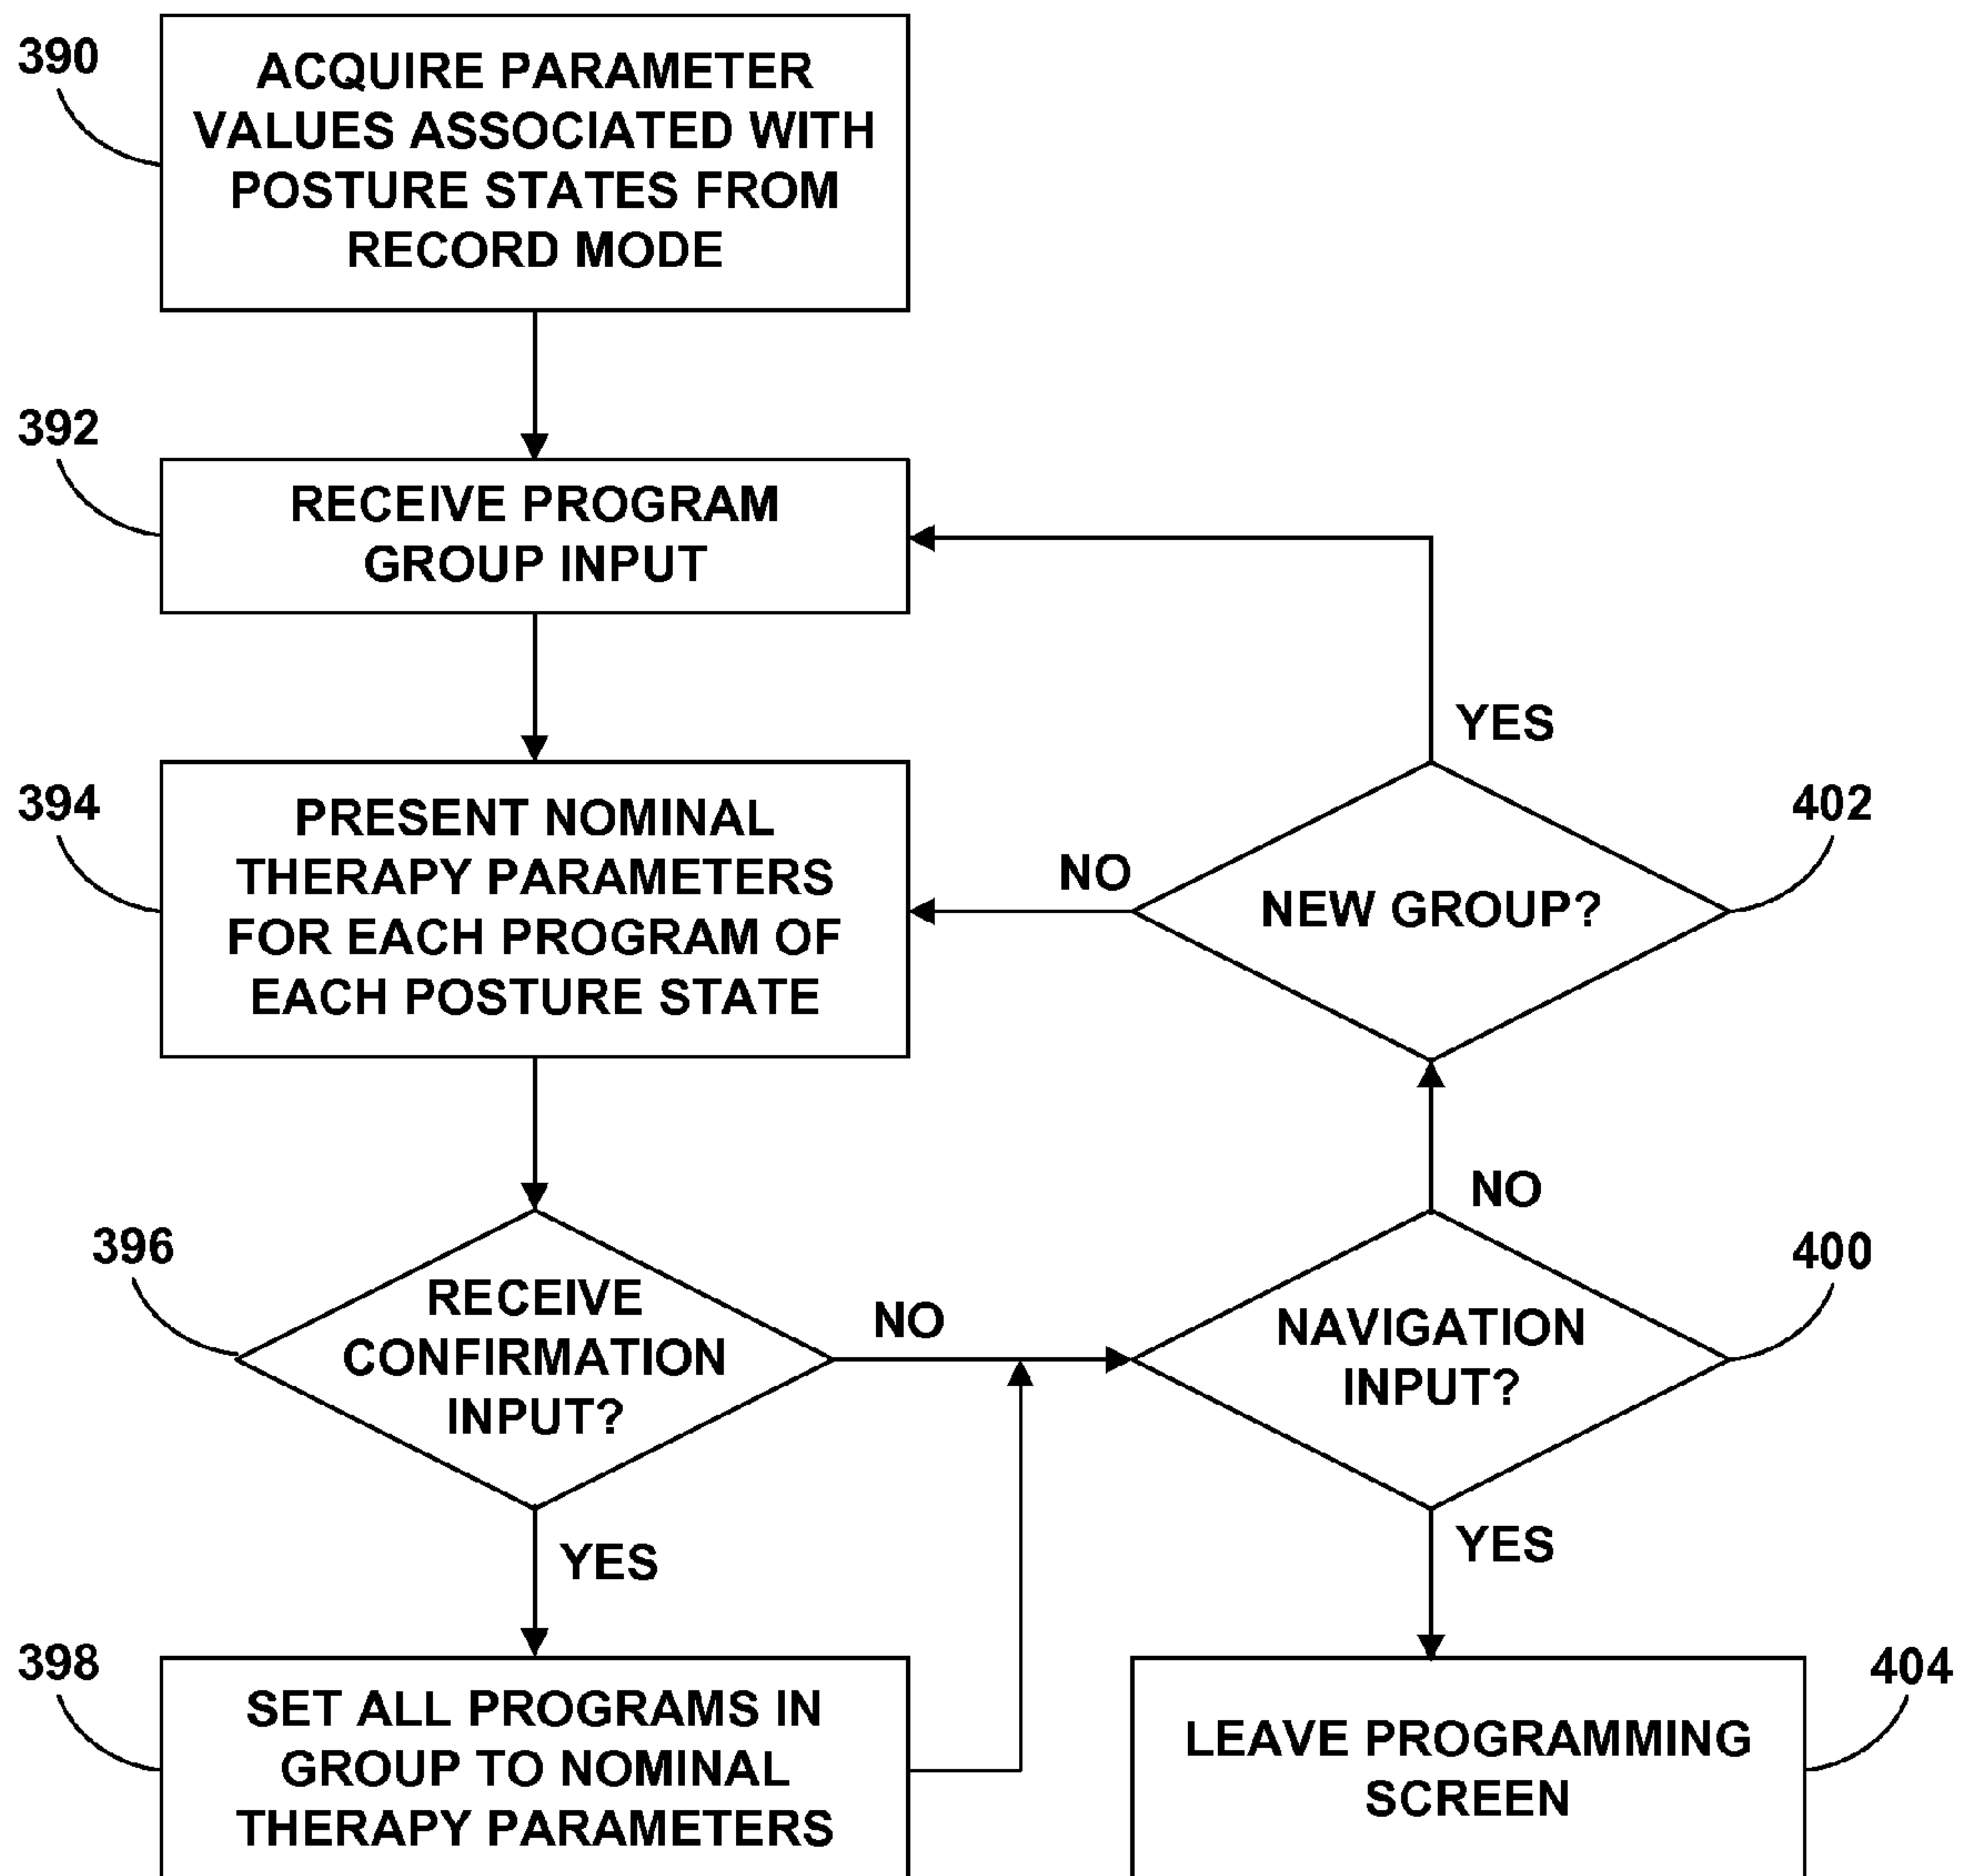 390
ACQUIRE PARAMETER
VALUES ASSOCIATED WITH
POSTURE STATES FROM
RECORD MODE
392
RECEIVE PROGRAM
GROUP INPUT
YES
394
PRESENT NOMINAL
THERAPY PARAMETERS
FOR EACH PROGRAM OF
EACH POSTURE STATE
NO
NEW GROUP?
402
NO
396
RECEIVE
CONFIRMATION
INPUT?
NO
NAVIGATION
INPUT?
400
YES
YES
398
SET ALL PROGRAMS IN
GROUP TO NOMINAL
THERAPY PARAMETERS
LEAVE PROGRAMMING
SCREEN
404